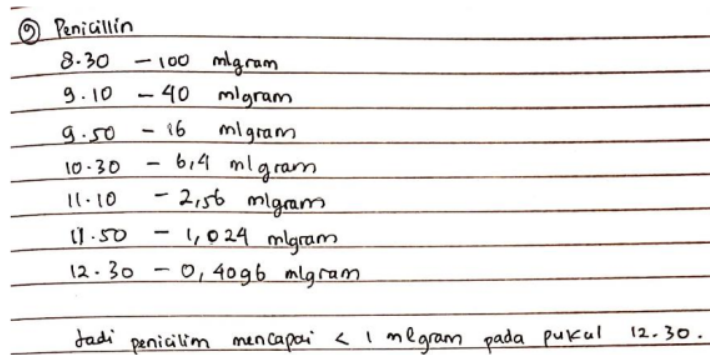 ⑨ Penicillin
8.30 - 100 mlgram
9.10 - 40 mlgram
9.50 - 16 mlgram
10.30 - 6,4 mlgram
11.10 - 2,56 mlgram
11.50 - 1,024 mlgram
12.30 - 0,4096 mlgram
Jadi penicilim mencapai < 1 mlgram pada pukul 12.30.